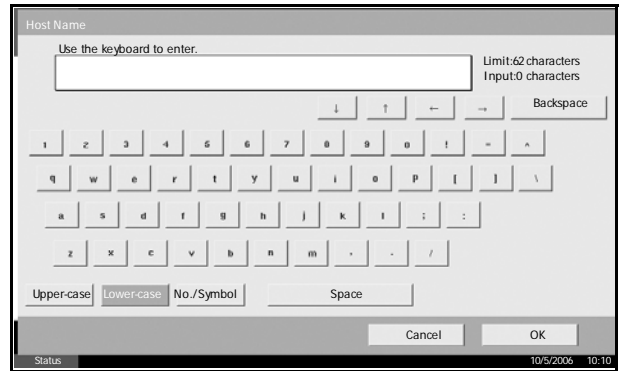 Host Name
Use the keyboard to enter.
Limit:62 characters
Input:0 characters
↓ ↑ ← → Backspace
1 2 3 4 5 6 7 8 9 0 ! - ^
q w e r t y u i o p [ ] \
a s d f g h j k l ; :
z x c v b n m , . /
Upper-case Lower-case No./Symbol Space
Cancel OK
Status 10/5/2006 10:10